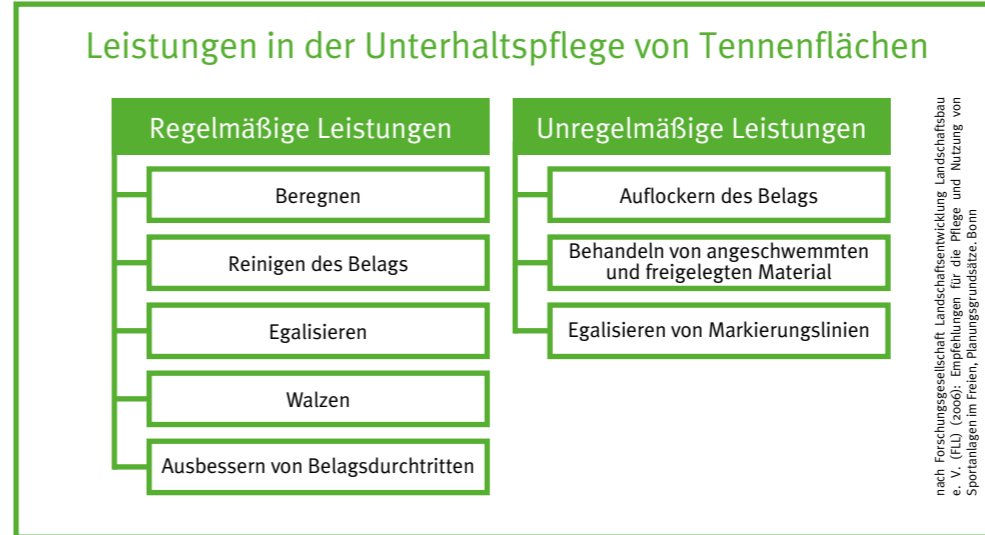 Leistungen in der Unterhaltspflege von Tennenflächen
Regelmäßige Leistungen
Beregnen
Reinigen des Belags
Egalisieren
Walzen
Ausbessern von Belagsdurchtritten
Unregelmäßige Leistungen
Auflockern des Belags
Behandeln von angeschwemmten
und freigelegten Material
Egalisieren von Markierungslinien
nach Forschungsgesellschaft Landschaftsentwicklung Landschaftsbau
e. V. (FLL) (2006): Empfehlungen für die Pflege und Nutzung von
Sportanlagen im Freien, Planungsgrundsätze. Bonn